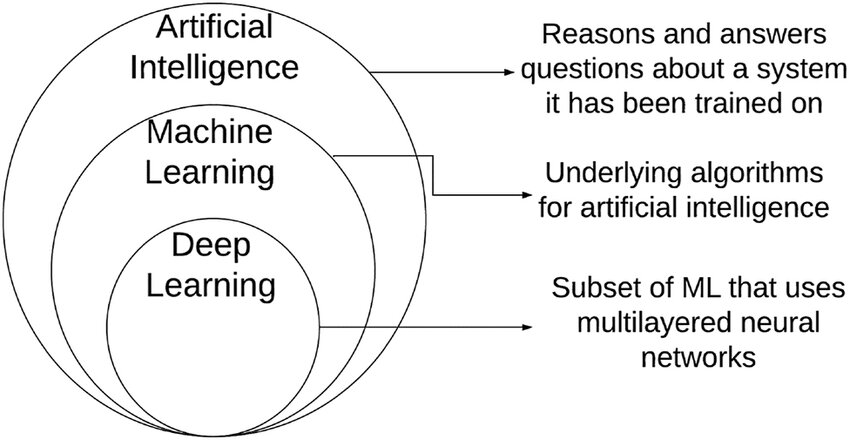 Artificial
Intelligence
Reasons and answers
questions about a system
it has been trained on
Machine
Learning
Underlying algorithms
for artificial intelligence
Deep
Learning
Subset of ML that uses
multilayered neural
networks